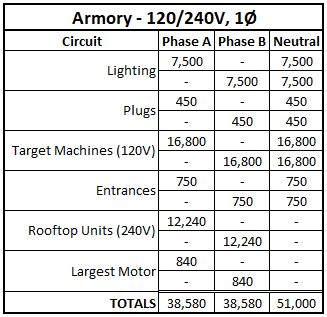 Armory - 120/240V, 1Ø
Circuit Phase A Phase B Neutral
Lighting 7,500 - 7,500
- 7,500 7,500
Plugs 450 - 450
- 450 450
Target Machines (120V) 16,800 - 16,800
- 16,800 16,800
Entrances 750 - 750
- 750 750
Rooftop Units (240V) 12,240 - -
- 12,240 -
Largest Motor 840 - -
- 840 -
TOTALS 38,580 38,580 51,000